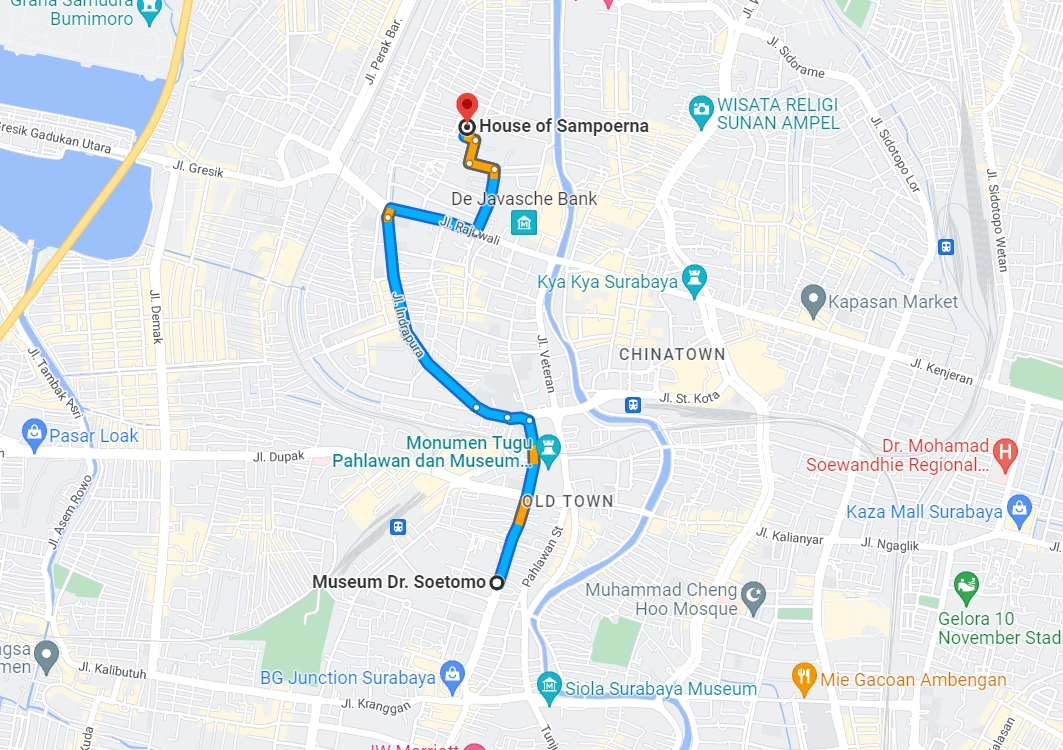 Graha Samudra
Bumimoro
Jl. Perak Bar.
Jl. Sidorame
House of Sampoerna
WISATA RELIGI
SUNAN AMPEL
Gresik Gadukan Utara
Jl. Gresik
Jl. Sidotopo Lor
Jl. Sidotopo Wetan
De Javasche Bank
Jl. Rajawali
Kya Kya Surabaya
Kapasan Market
Jl. Demak
Jl. Indrapura
Jl. Veteran
CHINATOWN
Jl. Kenjeran
Jl. Tambak Asri
Jl. St. Kota
Pasar Loak
Jl. Dupak
Monumen Tugu
Pahlawan dan Museum...
Dr. Mohamad
Soewandhie Regional...
Jl. Asem Rowo
OLD TOWN
Kaza Mall Surabaya
Jl. Kalianyar
Jl. Ngaglik
Jl.
Pahlawan St
Museum Dr. Soetomo
Muhammad Cheng
Hoo Mosque
Gelora 10
November Stad
ngsa
men
Jl. Kalibutuh
BG Junction Surabaya
Siola Surabaya Museum
Mie Gacoan Ambengan
Jl. Kranggan
Tunj
JW Marriott
Kuda
alasan